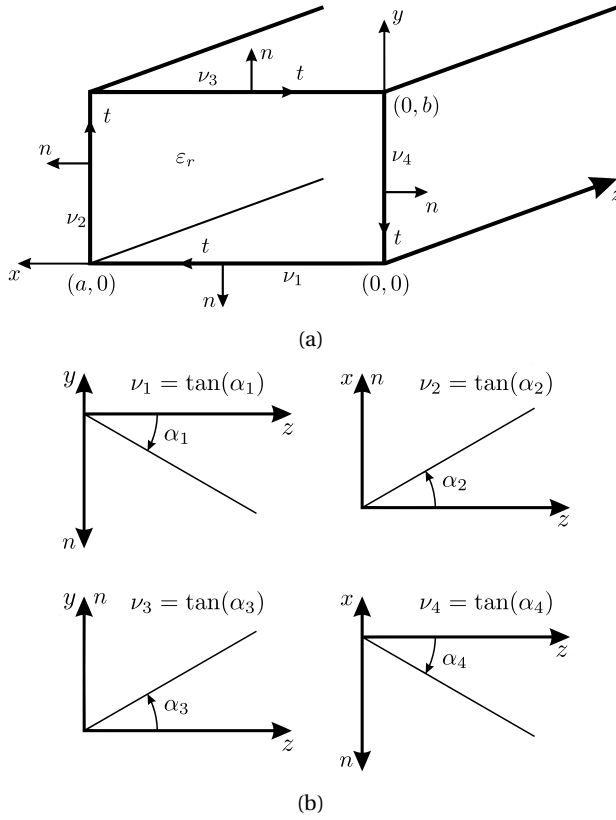 y
n
ν₃
t
(0, b)
t
ν₄
n
εᵣ
n
z
ν₂
t
t
x
(a, 0)
n
ν₁
(0, 0)
(a)
y
ν₁ = tan(α₁)
x n
ν₂ = tan(α₂)
z
α₁
α₂
n
z
y n
ν₃ = tan(α₃)
x
ν₄ = tan(α₄)
z
α₃
α₄
z
n
(b)